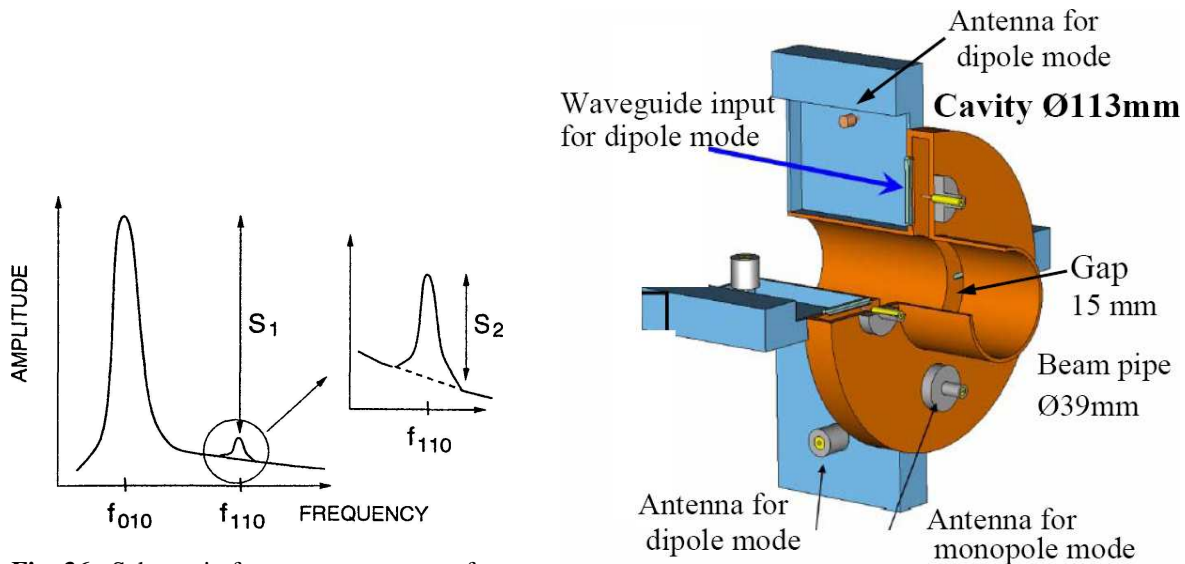 AMPLITUDE
S1
S2
f110
f010
f110
FREQUENCY
Antenna for
dipole mode
Waveguide input
for dipole mode
Cavity Ø113mm
Gap
15 mm
Beam pipe
Ø39mm
Antenna for
dipole mode
Antenna for
monopole mode